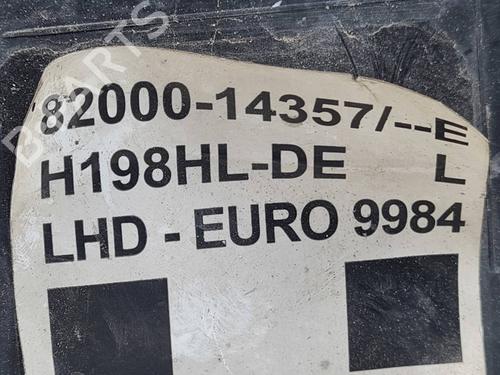 82000-14357/--E
H198HL-DE L
LHD - EURO 9984